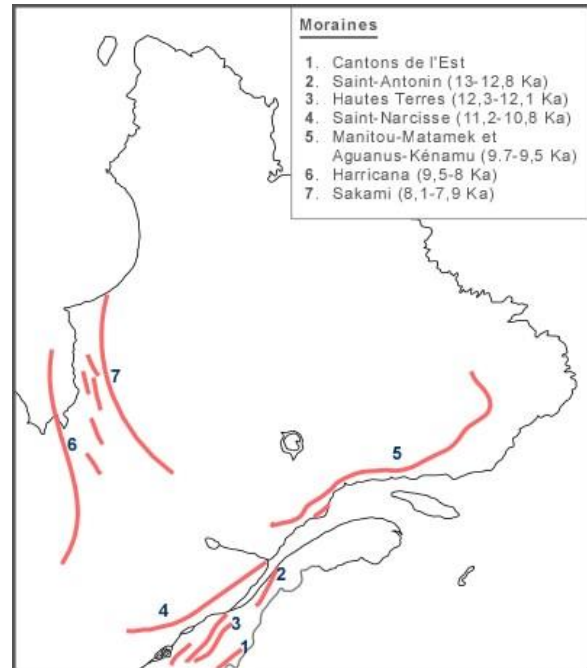 Moraines
1. Cantons de l'Est
2. Saint-Antonin (13-12,8 Ka)
3. Hautes Terres (12,3-12,1 Ka)
4. Saint-Narcisse (11,2-10,8 Ka)
5. Manitou-Matamek et
Aguanus-Kénamu (9.7-9,5 Ka)
6. Harricana (9,5-8 Ka)
7. Sakami (8,1-7,9 Ka)
7
6
5
2
4
3
1